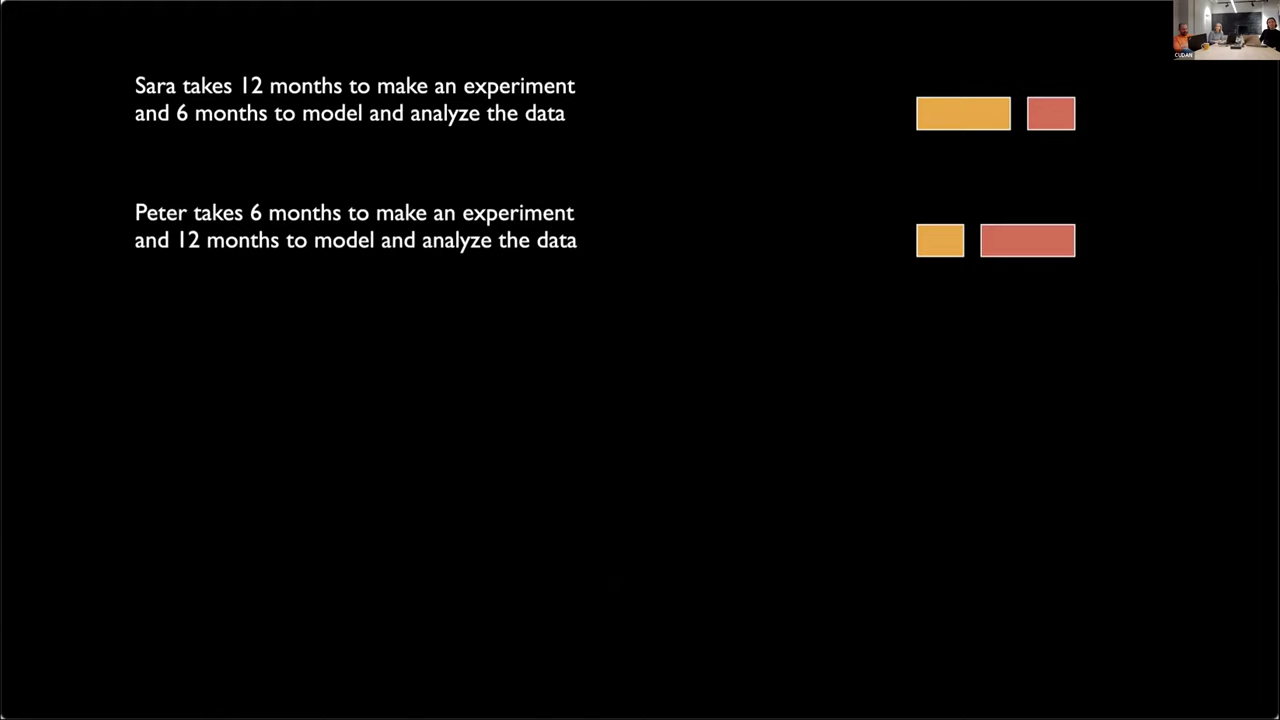 Sara takes 12 months to make an experiment
and 6 months to model and analyze the data
Peter takes 6 months to make an experiment
and 12 months to model and analyze the data
CUDAN